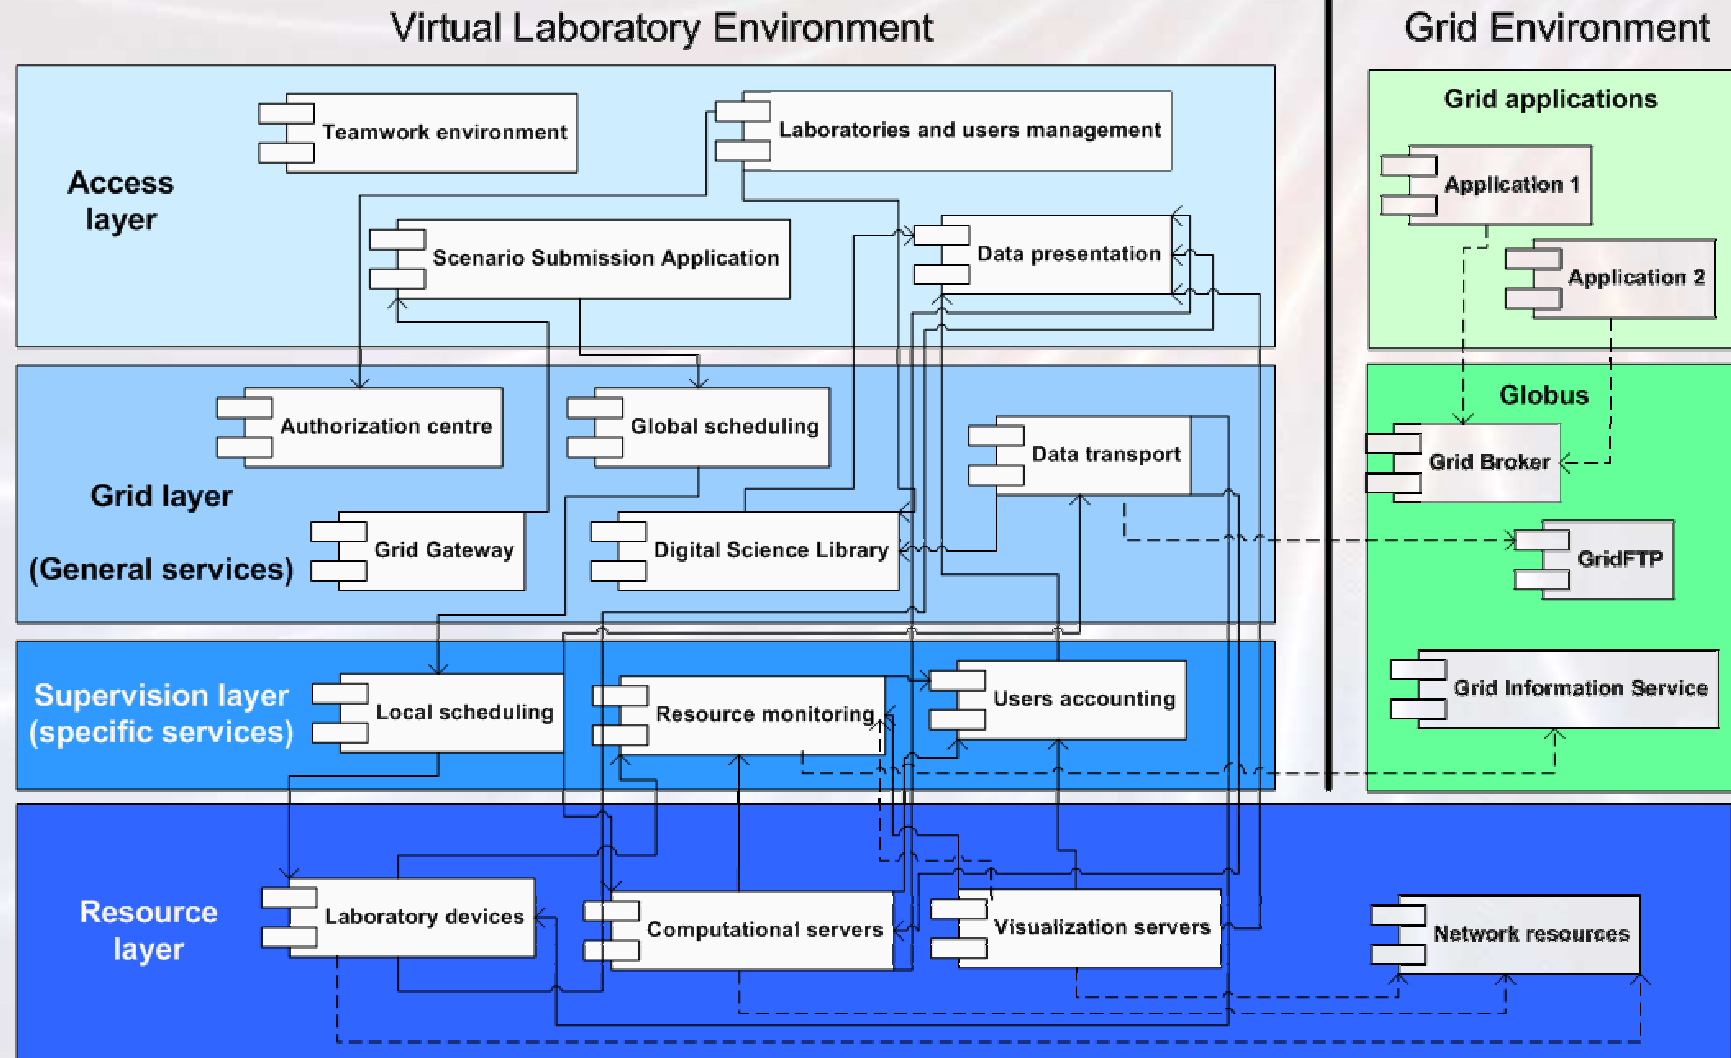 Virtual Laboratory Environment
Grid Environment
Access
layer
Teamwork environment
Laboratories and users management
Scenario Submission Application
Data presentation
Grid applications
Application 1
Application 2
Grid layer
(General services)
Authorization centre
Global scheduling
Data transport
Grid Gateway
Digital Science Library
Globus
Grid Broker
GridFTP
Grid Information Service
Supervision layer
(specific services)
Local scheduling
Resource monitoring
Users accounting
Resource
layer
Laboratory devices
Computational servers
Visualization servers
Network resources